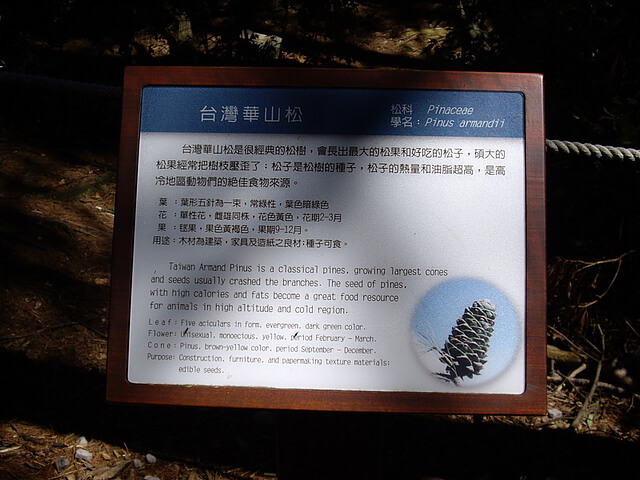 台灣華山松
松科 Pinaceae
學名：Pinus armandii
台灣華山松是很經典的松樹，會長出最大的松果和好吃的松子，碩大的
松果經常把樹枝壓歪了；松子是松樹的種子，松子的熱量和油脂超高，是高
冷地區動物們的絶佳食物來源。
葉：葉形五針為一束，常綠性，葉色暗綠色
花：單性花，雌雄同株，花色黃色，花期2-3月
果：毬果，果色黃褐色，果期9-12月。
用途：木材為建築，家具及造紙之良材；種子可食。
Taiwan Armand Pinus is a classical pines, growing largest cones
and seeds usually crashed the branches. The seed of pines,
with high calories and fats become a great food resource
for animals in high altitude and cold region.
Leaf：Five aciculars in form, evergreen, dark green color.
Flower：Unisexual, monoecious, yellow, period February - March.
Cone：Pinus, brown-yellow color, period September - December.
Purpose：Construction, furniture, and papermaking texture materials;
edible seeds.